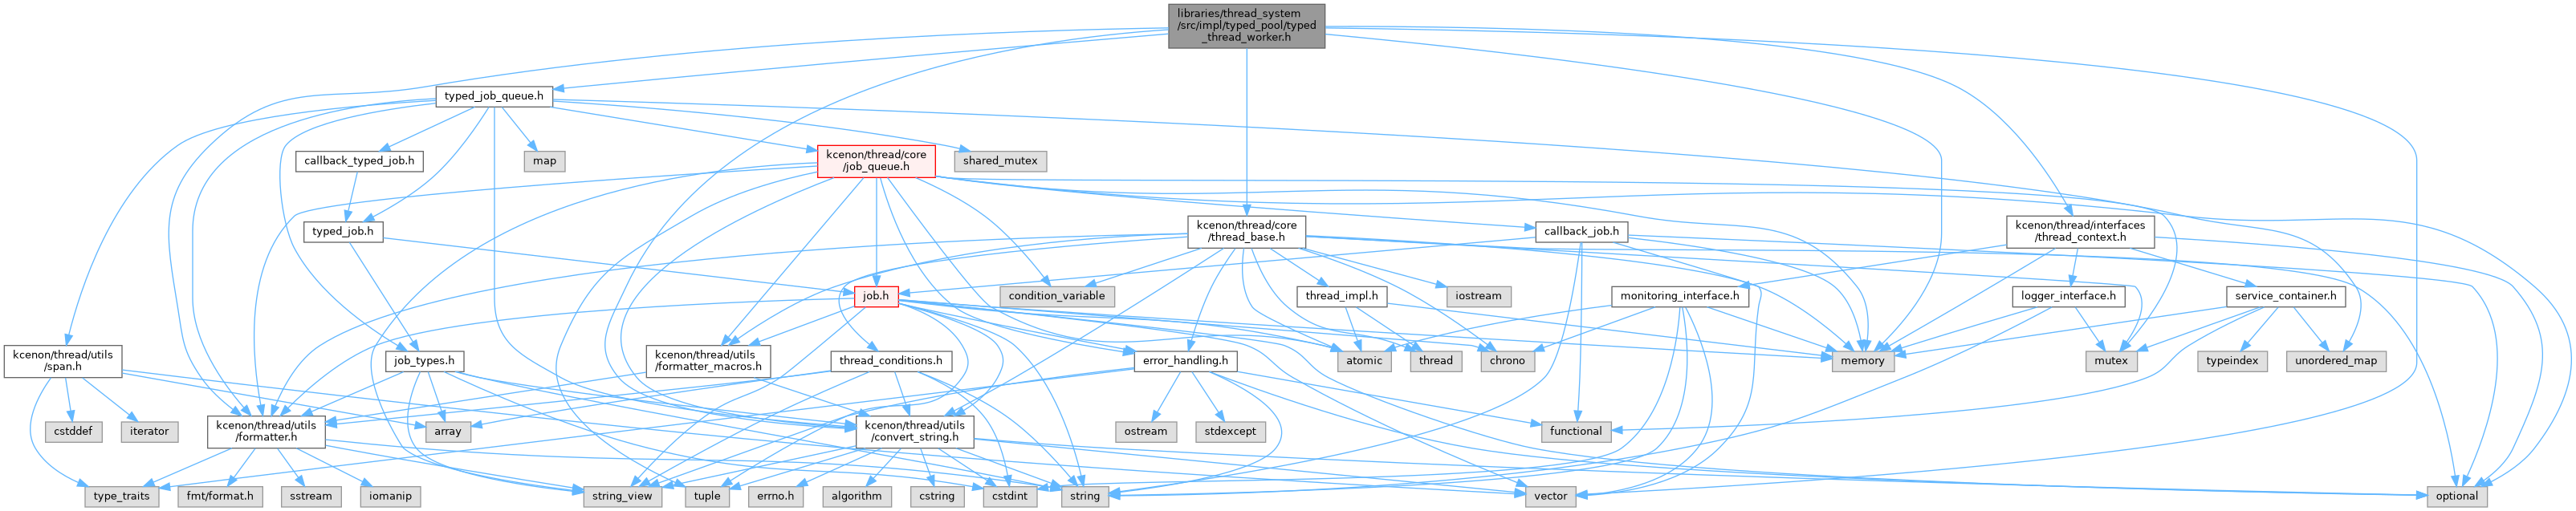 libraries/thread_system
/src/impl/typed_pool/typed
_thread_worker.h
typed_job_queue.h
callback_typed_job.h
map
kcenon/thread/core
/job_queue.h
shared_mutex
typed_job.h
kcenon/thread/core
/thread_base.h
callback_job.h
kcenon/thread/interfaces
/thread_context.h
job.h
condition_variable
thread_impl.h
iostream
monitoring_interface.h
logger_interface.h
service_container.h
kcenon/thread/utils
/span.h
job_types.h
kcenon/thread/utils
/formatter_macros.h
thread_conditions.h
error_handling.h
atomic
thread
chrono
memory
mutex
typeindex
unordered_map
cstddef
iterator
kcenon/thread/utils
/formatter.h
array
kcenon/thread/utils
/convert_string.h
ostream
stdexcept
functional
type_traits
fmt/format.h
sstream
iomanip
string_view
tuple
errno.h
algorithm
cstring
cstdint
string
vector
optional